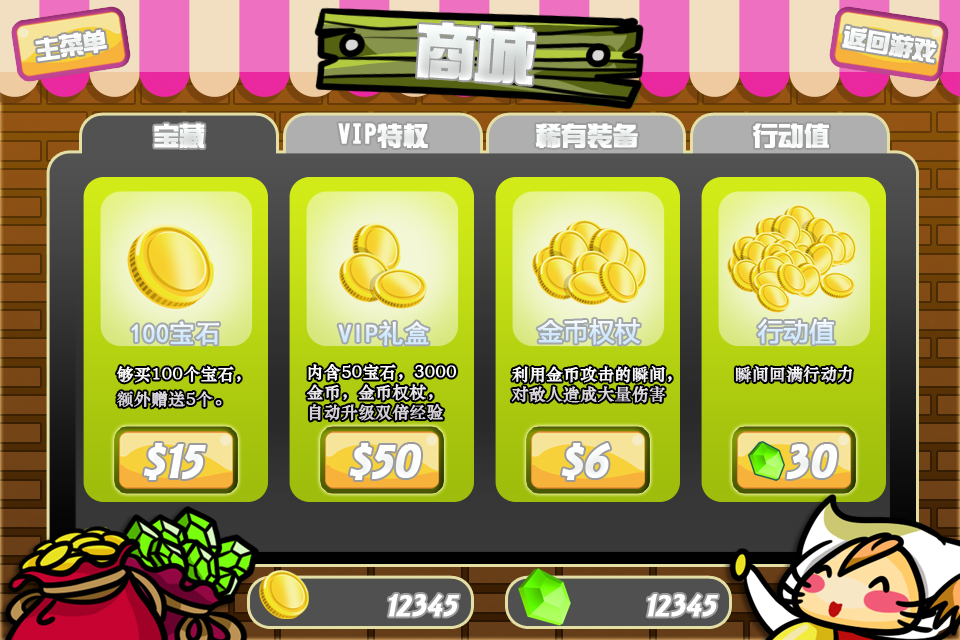 主菜单
商城
返回游戏
宝藏
VIP特权
稀有装备
行动值
100宝石
够买100个宝石，
额外赠送5个。
$15
VIP礼盒
内含50宝石，3000
金币，金币权杖，
自动升级双倍经验
$50
金币权杖
利用金币攻击的瞬间，
对敌人造成大量伤害
$6
行动值
瞬间回满行动力
30
12345
12345